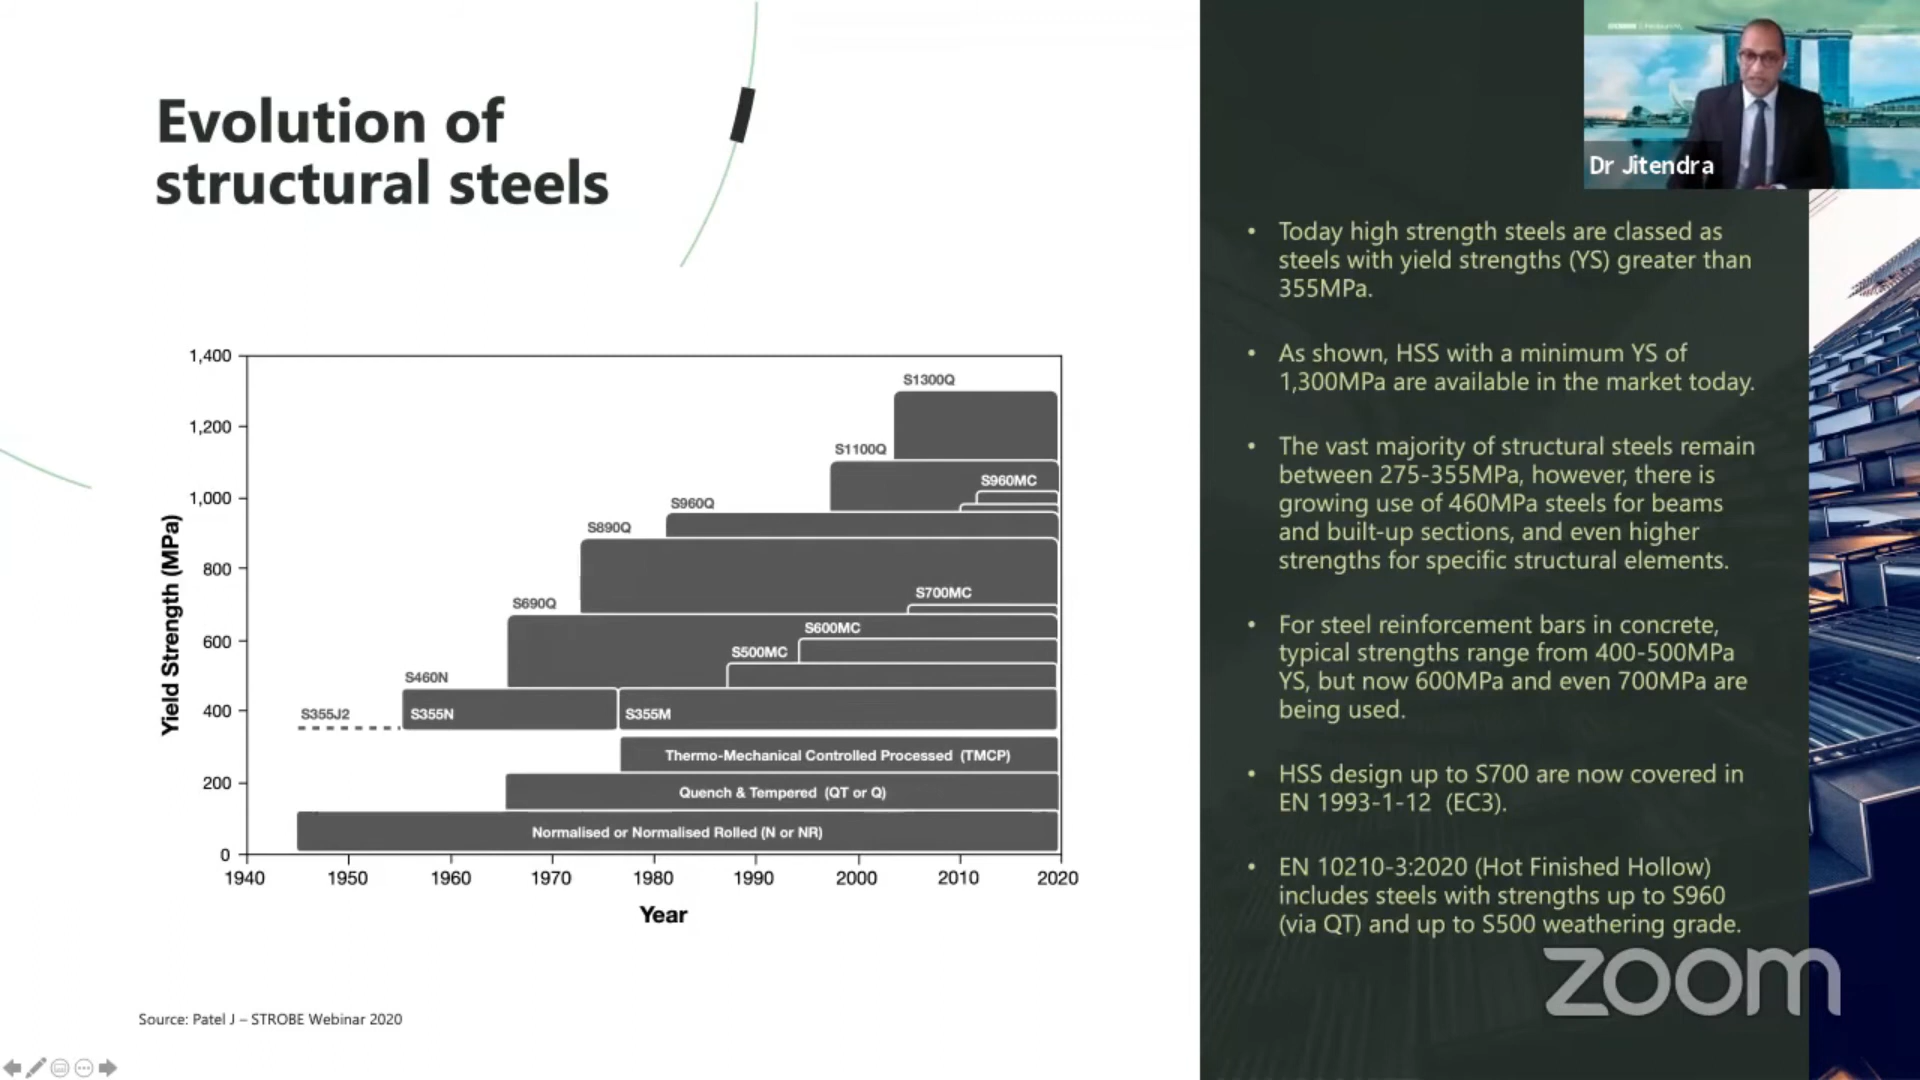 Evolution of
structural steels
Dr Jitendra
1,400
1,200
1,000
800
600
400
200
0
Yield Strength (MPa)
S1300Q
S1100Q
S960MC
S960Q
S890Q
S700MC
S690Q
S600MC
S500MC
S460N
S355J2
S355N
S355M
Thermo-Mechanical Controlled Processed (TMCP)
Quench & Tempered (QT or Q)
Normalised or Normalised Rolled (N or NR)
1940 1950 1960 1970 1980 1990 2000 2010 2020
Year
Source: Patel J – STROBE Webinar 2020
• Today high strength steels are classed as
steels with yield strengths (YS) greater than
355MPa.
• As shown, HSS with a minimum YS of
1,300MPa are available in the market today.
• The vast majority of structural steels remain
between 275-355MPa, however, there is
growing use of 460MPa steels for beams
and built-up sections, and even higher
strengths for specific structural elements.
• For steel reinforcement bars in concrete,
typical strengths range from 400-500MPa
YS, but now 600MPa and even 700MPa are
being used.
• HSS design up to S700 are now covered in
EN 1993-1-12 (EC3).
• EN 10210-3:2020 (Hot Finished Hollow)
includes steels with strengths up to S960
(via QT) and up to S500 weathering grade.
zoom